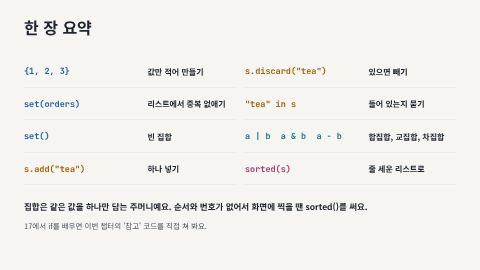 한 장 요약
{1, 2, 3} 값만 적어 만들기 s.discard("tea") 있으면 빼기
set(orders) 리스트에서 중복 없애기 "tea" in s 들어 있는지 묻기
set() 빈 집합 a | b a & b a - b 합집합, 교집합, 차집합
s.add("tea") 하나 넣기 sorted(s) 줄 세운 리스트로
집합은 같은 값을 하나만 담는 주머니예요. 순서와 번호가 없어서 화면에 찍을 땐 sorted()를 써요.
17에서 if를 배우면 이번 챕터의 '참고' 코드를 직접 쳐 봐요.